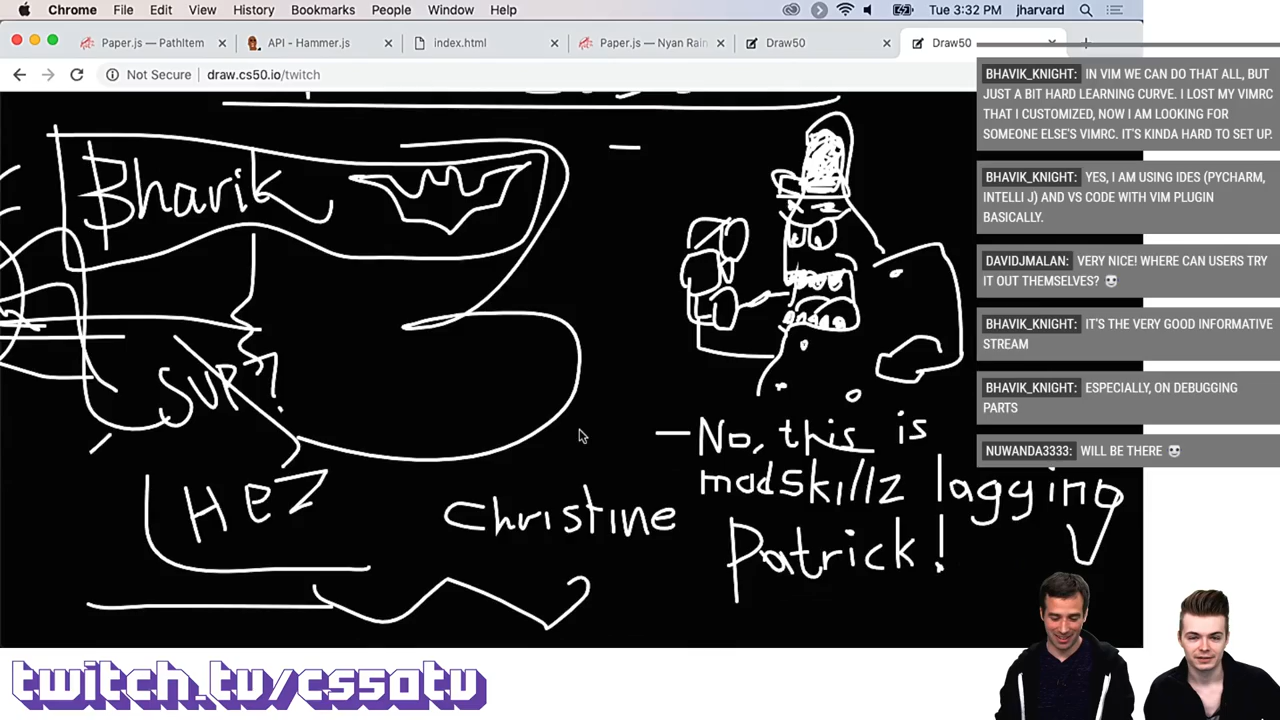 Chrome File Edit View History Bookmarks People Window Help Tue 3:32 PM jharvard
Paper.js — PathItem API - Hammer.js index.html Paper.js — Nyan Rain Draw50 Draw50
Not Secure draw.cs50.io/twitch
BHAVIK_KNIGHT: IN VIM WE CAN DO THAT ALL, BUT
JUST A BIT HARD LEARNING CURVE. I LOST MY VIMRC
THAT I CUSTOMIZED, NOW I AM LOOKING FOR
SOMEONE ELSE'S VIMRC. IT'S KINDA HARD TO SET UP.
BHAVIK_KNIGHT: YES, I AM USING IDES (PYCHARM,
INTELLI J) AND VS CODE WITH VIM PLUGIN
BASICALLY.
DAVIDJMALAN: VERY NICE! WHERE CAN USERS TRY
IT OUT THEMSELVES?
BHAVIK_KNIGHT: IT'S THE VERY GOOD INFORMATIVE
STREAM
BHAVIK_KNIGHT: ESPECIALLY, ON DEBUGGING
PARTS
NUWANDA3333: WILL BE THERE
Bhavik
SUP?
HEZ
Christine
—No, this is
madskillz lagging
Patrick!
twitch.tv/cs50tv